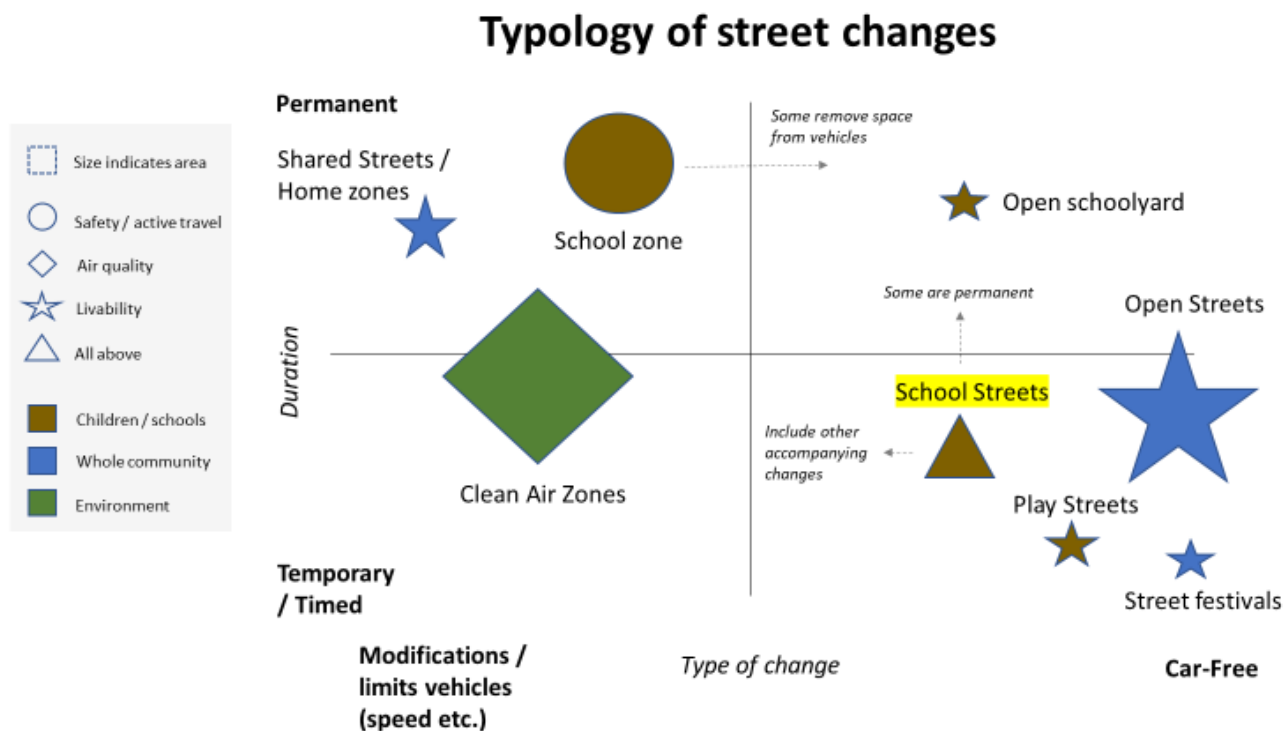 Typology of street changes
Size indicates area
Safety / active travel
Air quality
Livability
All above
Children / schools
Whole community
Environment
Permanent
Shared Streets /
Home zones
School zone
Some remove space
from vehicles
Open schoolyard
Some are permanent
Open Streets
Duration
School Streets
Include other
accompanying
changes
Clean Air Zones
Play Streets
Street festivals
Temporary
/ Timed
Modifications /
limits vehicles
(speed etc.)
Type of change
Car-Free